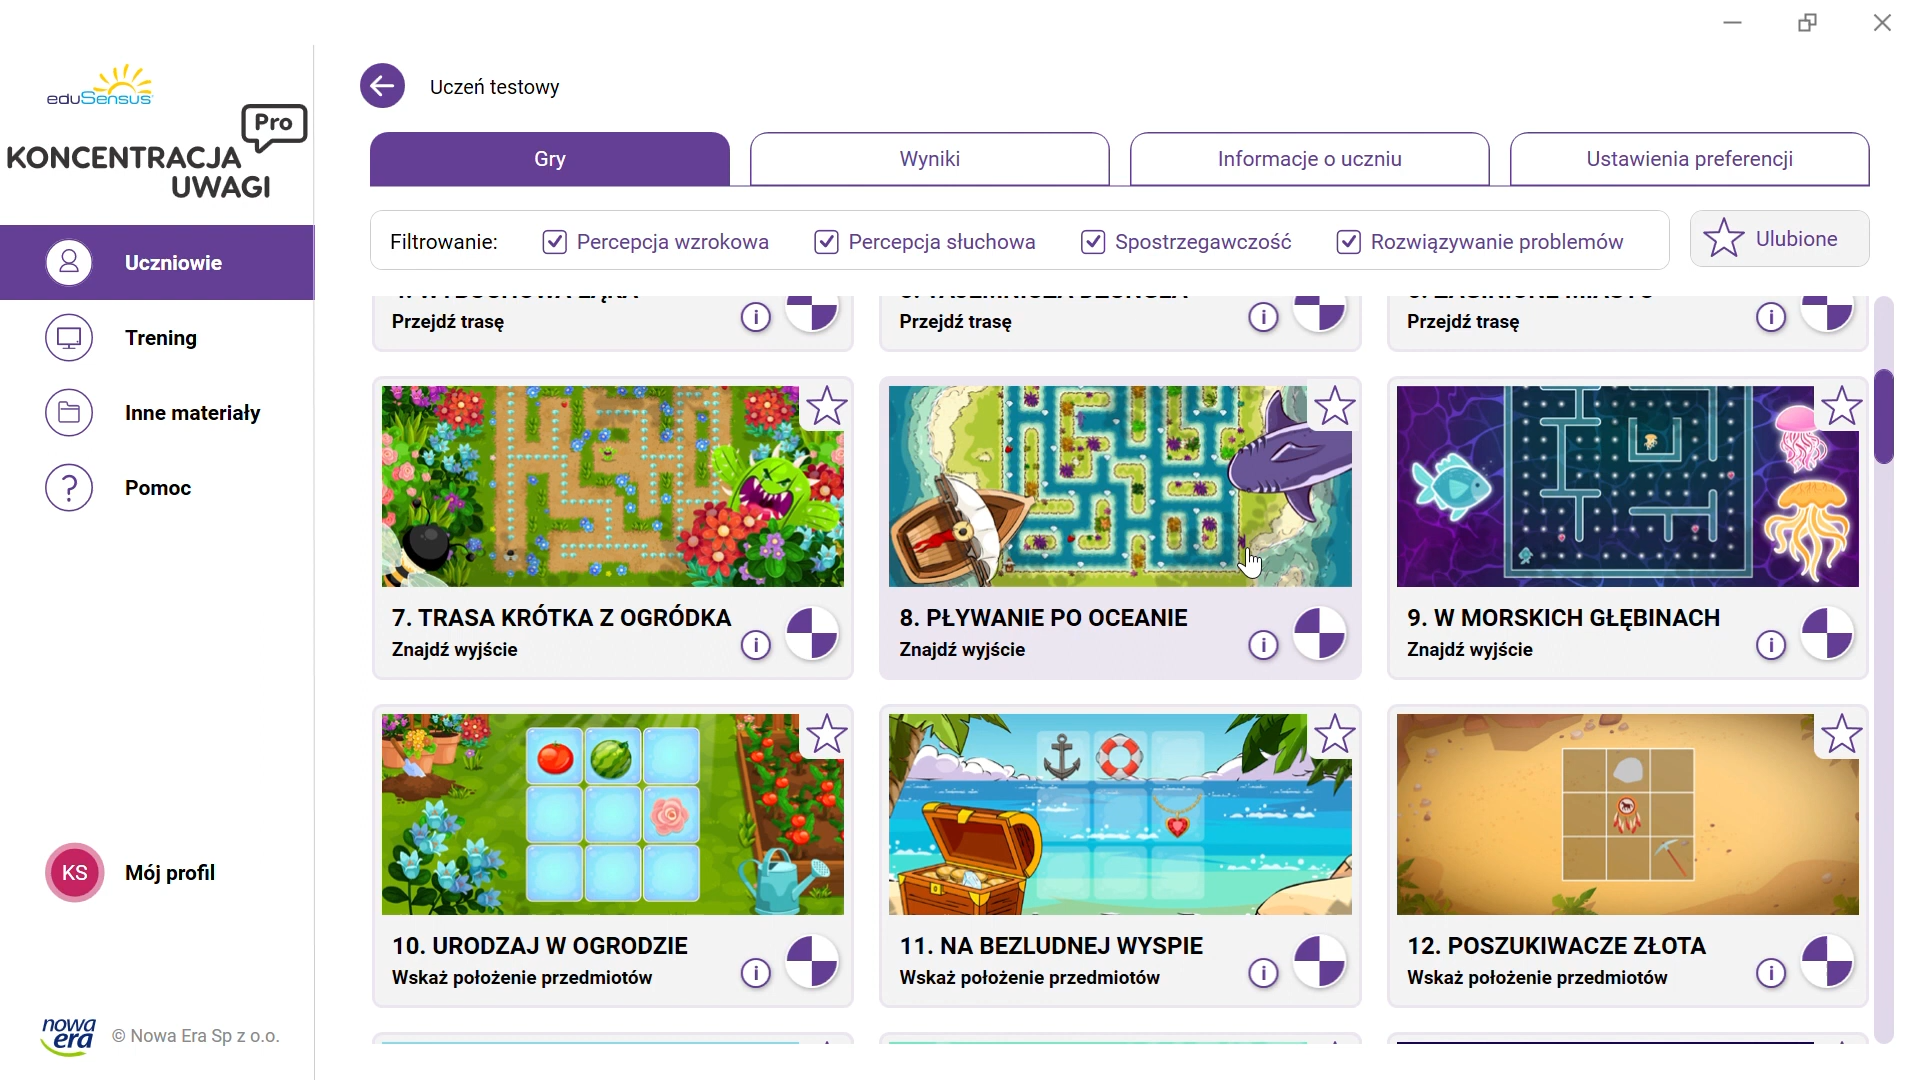 eduSensus
Pro
KONCENTRACJA
UWAGI
Uczniowie
Trening
Inne materiały
Pomoc
KS
Mój profil
nowa
era
© Nowa Era Sp z o.o.
Uczeń testowy
Gry
Wyniki
Informacje o uczniu
Ustawienia preferencji
Filtrowanie:
Percepcja wzrokowa
Percepcja słuchowa
Spostrzegawczość
Rozwiązywanie problemów
Ulubione
Przejdź trasę
Przejdź trasę
Przejdź trasę
7. TRASA KRÓTKA Z OGRÓDKA
Znajdź wyjście
8. PŁYWANIE PO OCEANIE
Znajdź wyjście
9. W MORSKICH GŁĘBINACH
Znajdź wyjście
10. URODZAJ W OGRODZIE
Wskaż położenie przedmiotów
11. NA BEZLUDNEJ WYSPIE
Wskaż położenie przedmiotów
12. POSZUKIWACZE ZŁOTA
Wskaż położenie przedmiotów